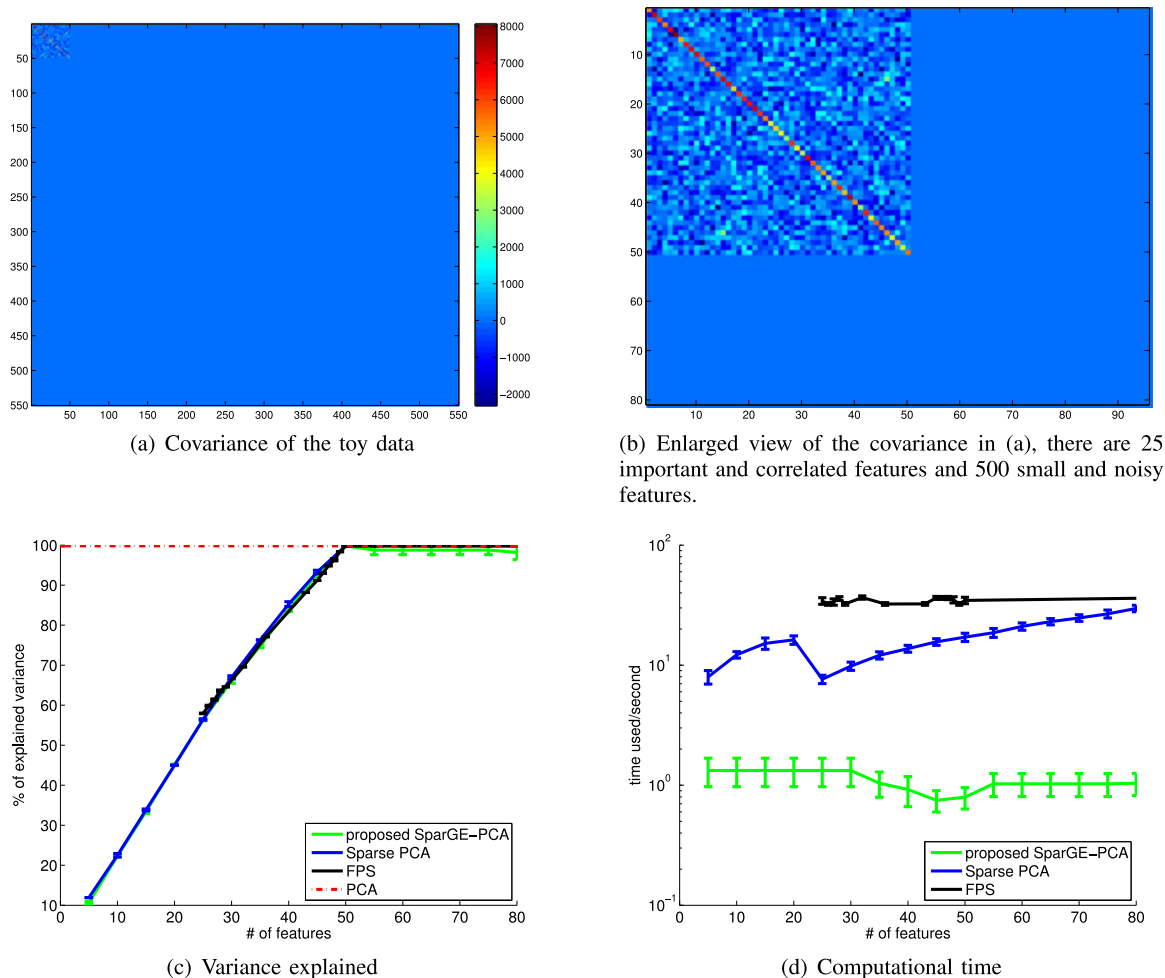 8000
7000
6000
5000
4000
3000
2000
1000
0
−1000
−2000
50
100
150
200
250
300
350
400
450
500
550
50 100 150 200 250 300 350 400 450 500 550
(a) Covariance of the toy data
10
20
30
40
50
60
70
80
10 20 30 40 50 60 70 80 90
(b) Enlarged view of the covariance in (a), there are 25
important and correlated features and 500 small and noisy
features.
100
90
80
70
60
50
40
30
20
10
% of explained variance
0 10 20 30 40 50 60 70 80
# of features
proposed SparGE−PCA
Sparse PCA
FPS
PCA
(c) Variance explained
10²
10¹
10⁰
10⁻¹
time used/second
0 10 20 30 40 50 60 70 80
# of features
proposed SparGE−PCA
Sparse PCA
FPS
(d) Computational time